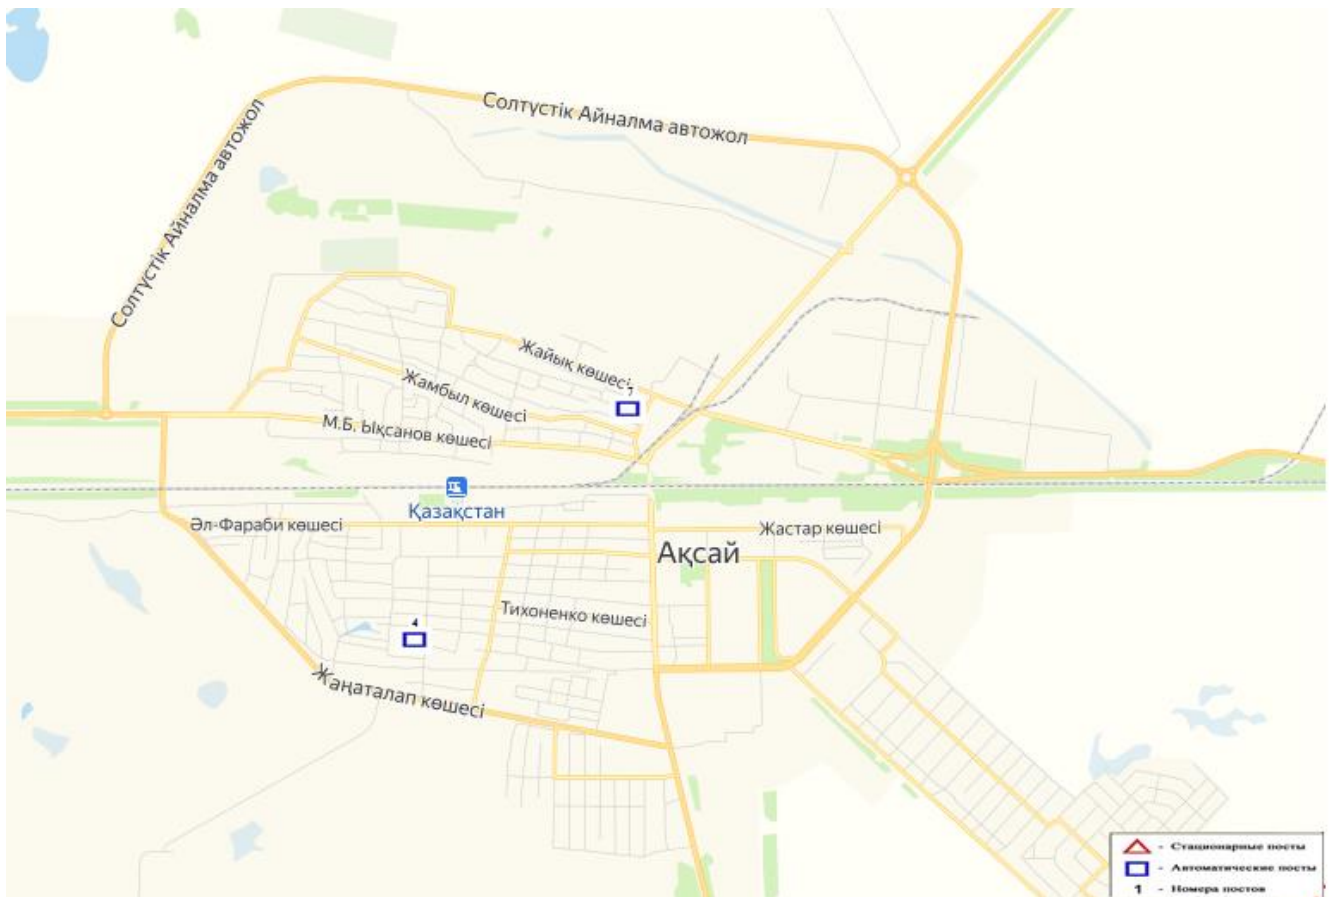 Солтүстік Айналма автожол
Солтүстік Айналма автожол
Жайық көшесі
Жамбыл көшесі
М.Б. Ықсанов көшесі
Қазақстан
Әл-Фараби көшесі
Жастар көшесі
Ақсай
Тихоненко көшесі
4
Жаңаталап көшесі
- Стационарные посты
- Автоматические посты
1 - Номера постов